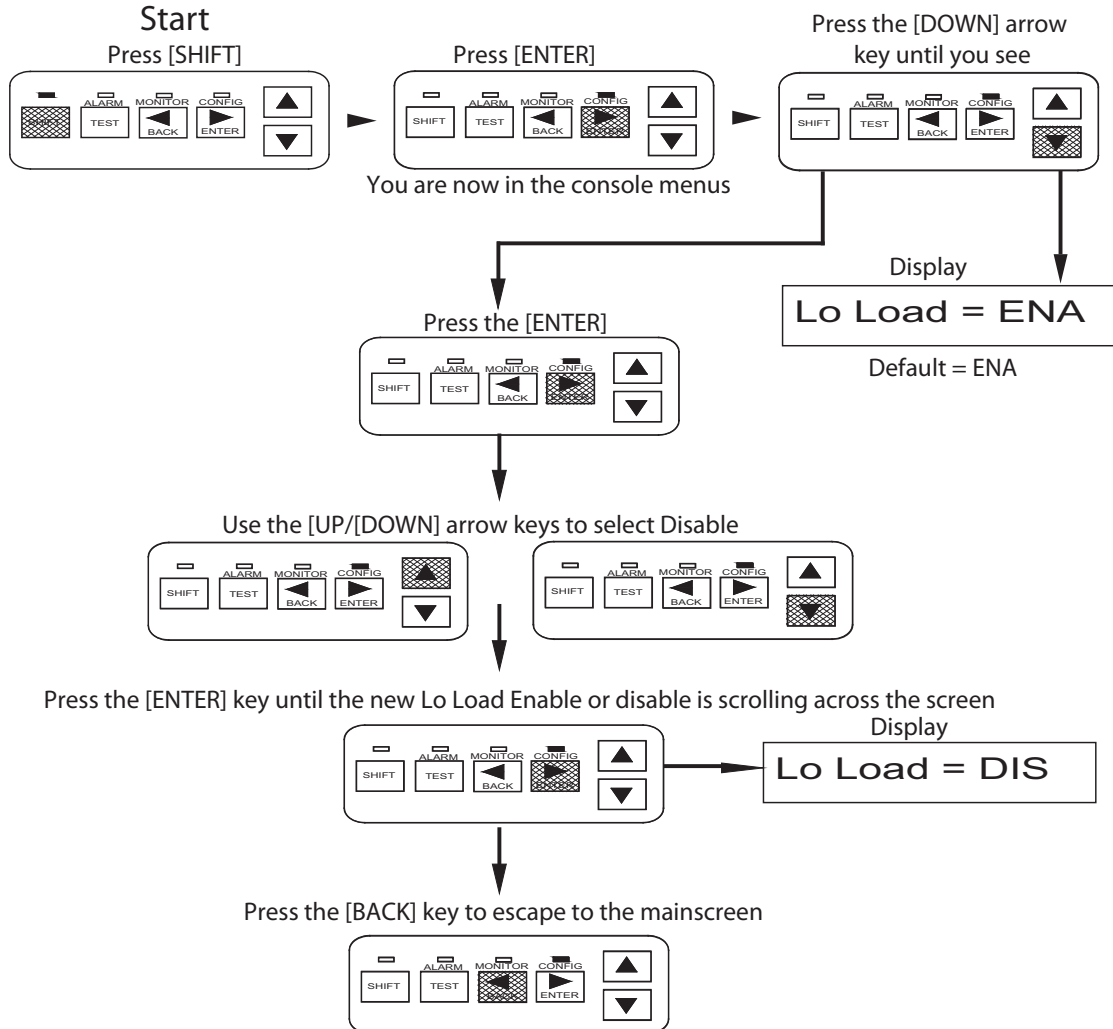 Start
Press [SHIFT]
Press [ENTER]
Press the [DOWN] arrow
key until you see
ALARM MONITOR CONFIG
SHIFT TEST BACK ENTER
ALARM MONITOR CONFIG
SHIFT TEST BACK ENTER
ALARM MONITOR CONFIG
SHIFT TEST BACK ENTER
You are now in the console menus
Display
Lo Load = ENA
Default = ENA
Press the [ENTER]
ALARM MONITOR CONFIG
SHIFT TEST BACK
Use the [UP/[DOWN] arrow keys to select Disable
ALARM MONITOR CONFIG
SHIFT TEST BACK ENTER
ALARM MONITOR CONFIG
SHIFT TEST BACK ENTER
Press the [ENTER] key until the new Lo Load Enable or disable is scrolling across the screen
Display
ALARM MONITOR CONFIG
SHIFT TEST BACK
Lo Load = DIS
Press the [BACK] key to escape to the mainscreen
ALARM MONITOR CONFIG
SHIFT TEST BACK ENTER